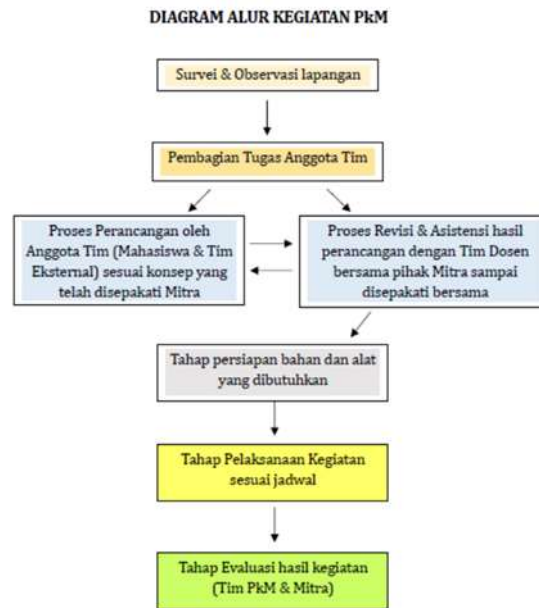 DIAGRAM ALUR KEGIATAN PkM
Survei & Observasi lapangan
Pembagian Tugas Anggota Tim
Proses Perancangan oleh
Anggota Tim (Mahasiswa & Tim
Eksternal) sesuai konsep yang
telah disepakati Mitra
Proses Revisi & Asistensi hasil
perancangan dengan Tim Dosen
bersama pihak Mitra sampai
disepakati bersama
Tahap persiapan bahan dan alat
yang dibutuhkan
Tahap Pelaksanaan Kegiatan
sesuai jadwal
Tahap Evaluasi hasil kegiatan
(Tim PkM & Mitra)